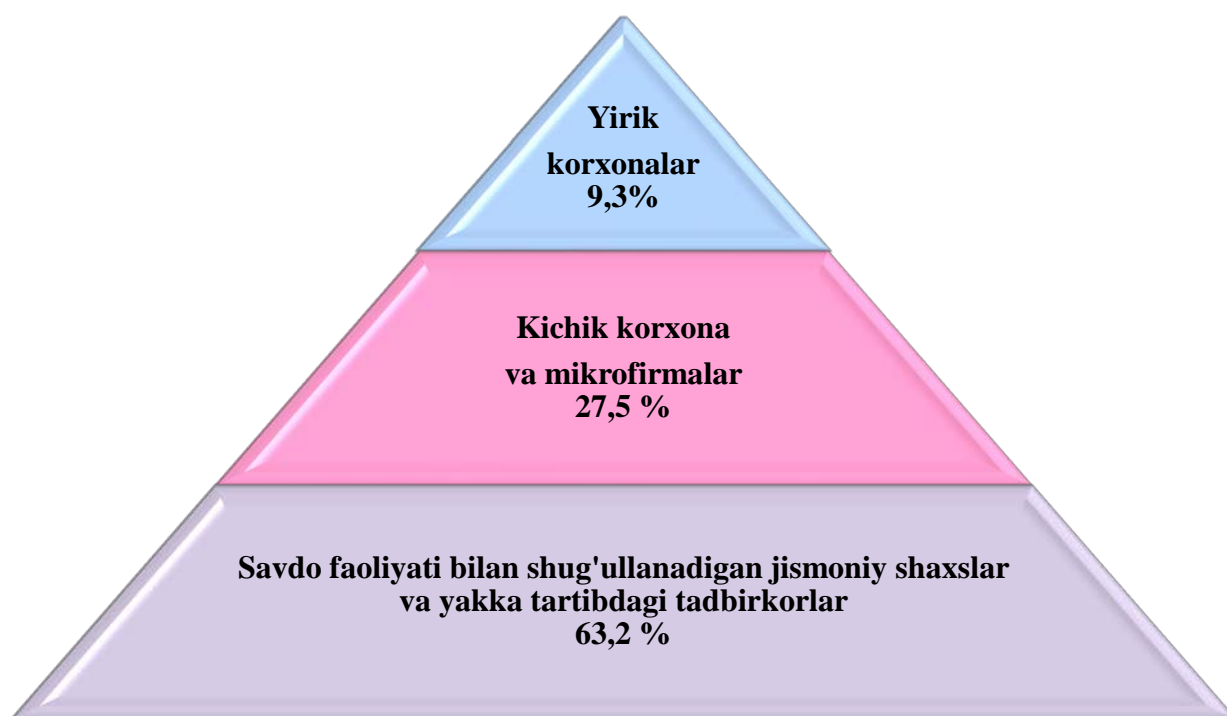 Yirik
korxonalar
9,3%
Kichik korxona
va mikrofirmalar
27,5 %
Savdo faoliyati bilan shug'ullanadigan jismoniy shaxslar
va yakka tartibdagi tadbirkorlar
63,2 %